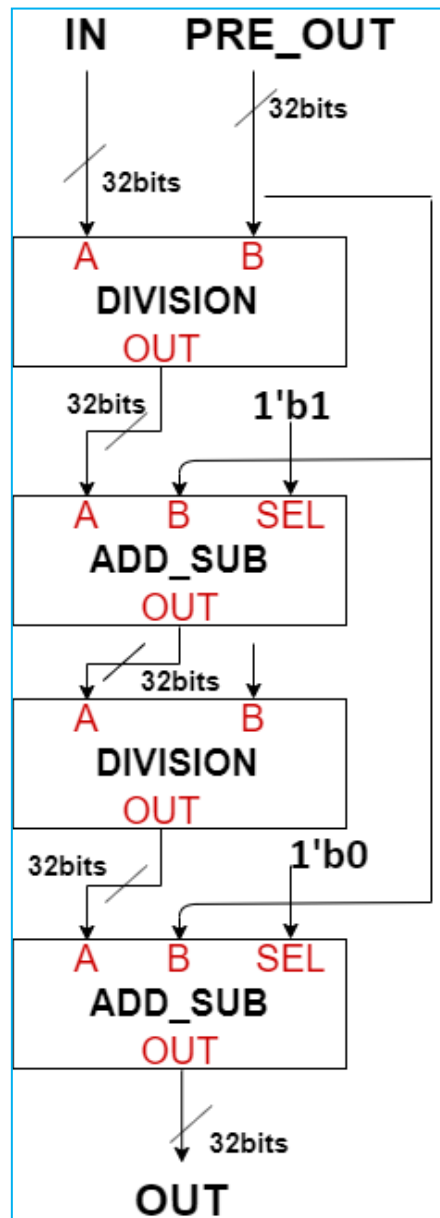 IN PRE_OUT
32bits
32bits
A B
DIVISION
OUT
32bits
1'b1
A B SEL
ADD_SUB
OUT
32bits
A B
DIVISION
OUT
32bits
1'b0
A B SEL
ADD_SUB
OUT
32bits
OUT